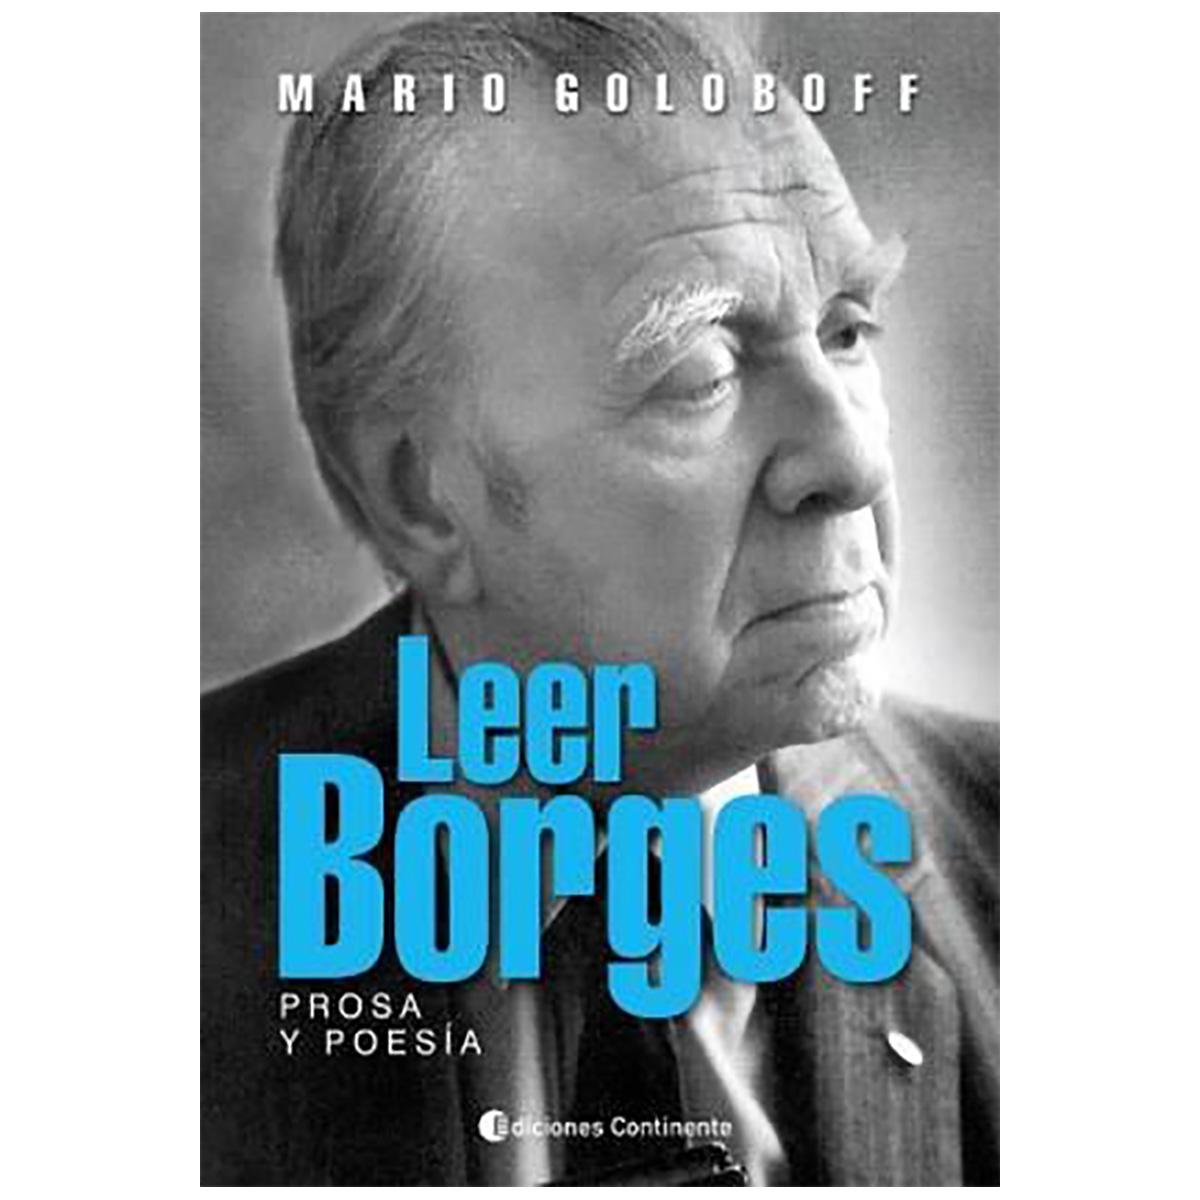 MARIO GOLOBOFF
Leer
Borges
PROSA
Y POESÍA
Ediciones Continente